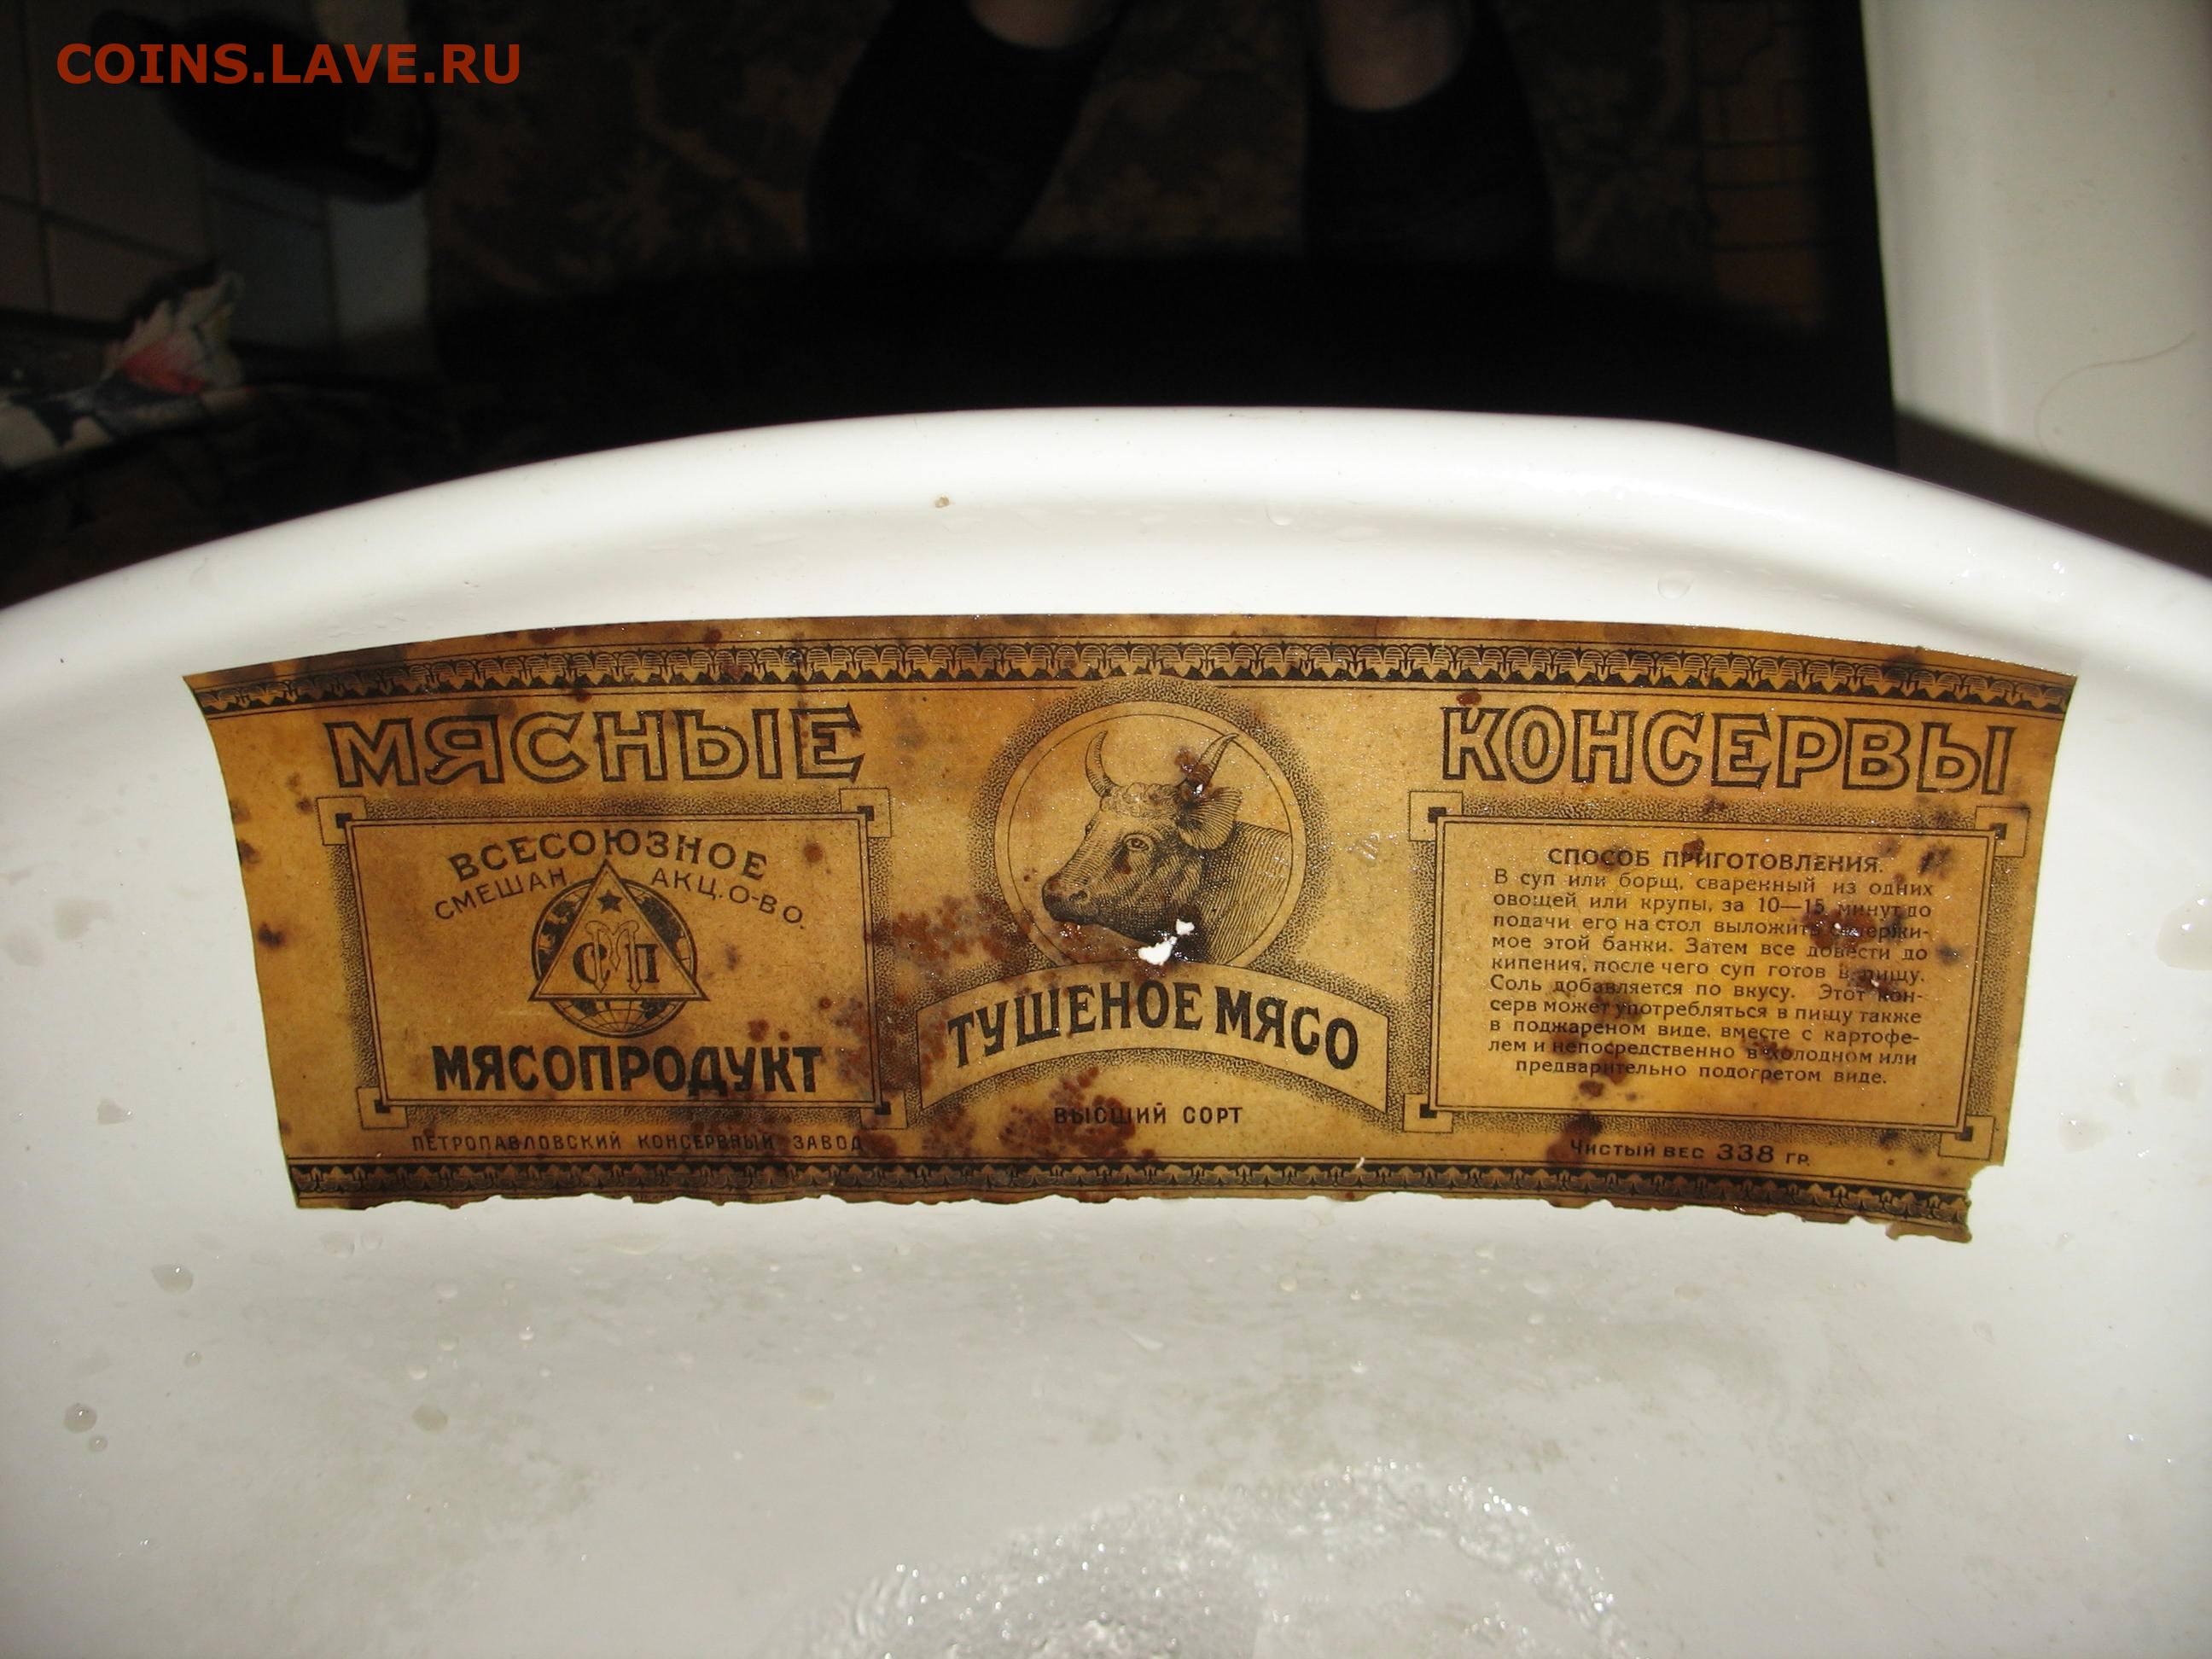 COINS.LAVE.RU
МЯСНЫЕ
КОНСЕРВЫ
ВСЕСОЮЗНОЕ
СМЕШАН АКЦ. О-ВО
СМП
МЯСОПРОДУКТ
ПЕТРОПАВЛОВСКИЙ КОНСЕРВНЫЙ ЗАВОД
ТУШЕНОЕ МЯСО
ВЫСШИЙ СОРТ
СПОСОБ ПРИГОТОВЛЕНИЯ.
В суп или борщ, сваренный из одних
овощей или крупы, за 10—15 минут до
подачи его на стол выложить содержи-
мое этой банки. Затем все довести до
кипения, после чего суп готов в пищу.
Соль добавляется по вкусу. Этот кон-
серв может употребляться в пищу также
в поджареном виде, вместе с картофе-
лем и непосредственно в холодном или
предварительно подогретом виде.
Чистый вес 338 гр.